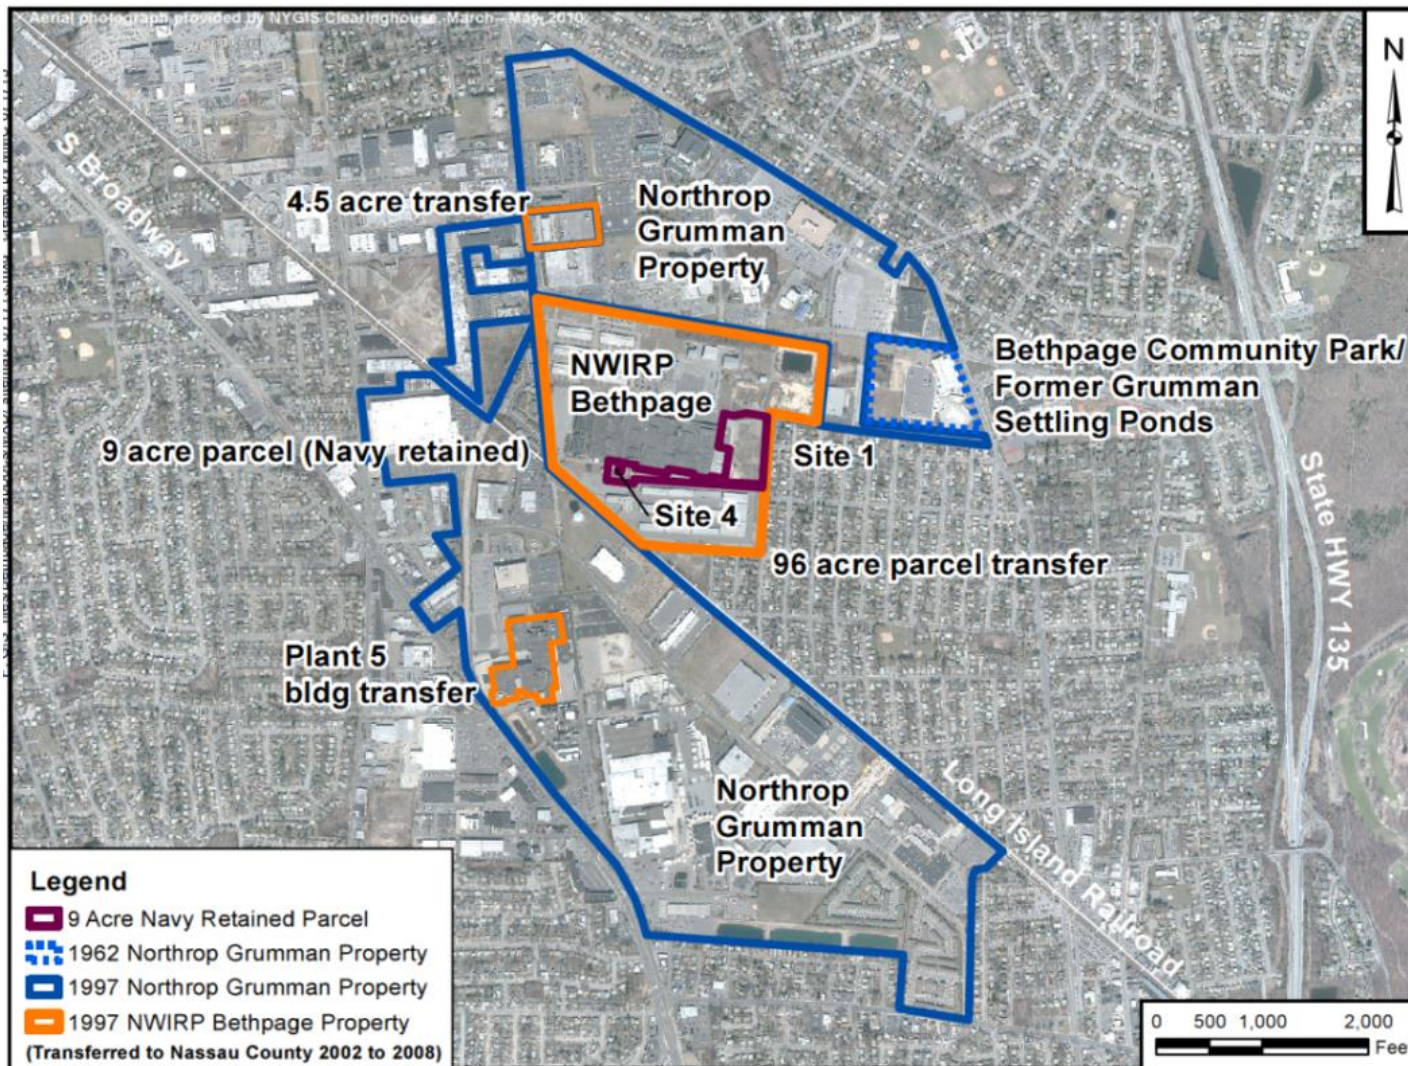 Aerial photograph provided by NYGIS Clearinghouse, March - May, 2010.
N
S Broadway
4.5 acre transfer
Northrop
Grumman
Property
NWIRP
Bethpage
Bethpage Community Park/
Former Grumman
Settling Ponds
9 acre parcel (Navy retained)
Site 1
Site 4
96 acre parcel transfer
State HWY 135
Plant 5
bldg transfer
Northrop
Grumman
Property
Long Island Railroad
Legend
9 Acre Navy Retained Parcel
1962 Northrop Grumman Property
1997 Northrop Grumman Property
1997 NWIRP Bethpage Property
(Transferred to Nassau County 2002 to 2008)
0 500 1,000 2,000
Fee